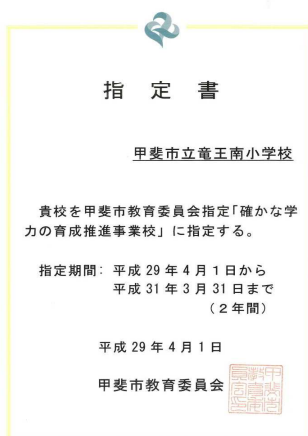 指定書
甲斐市立竜王南小学校
貴校を甲斐市教育委員会指定「確かな学
力の育成推進事業校」に指定する。
指定期間：平成29年4月1日から
平成31年3月31日まで
（2年間）
平成29年4月1日
甲斐市教育委員会